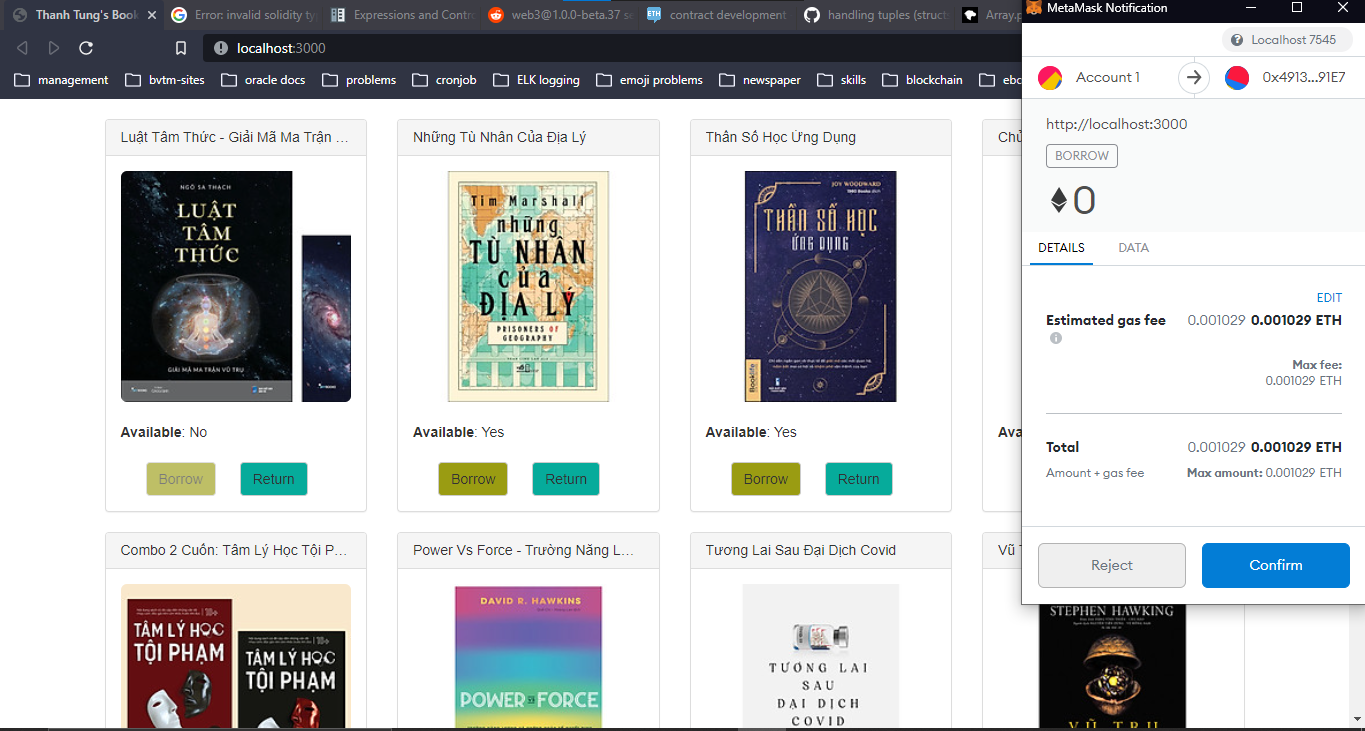 Thanh Tung's Book
Error: invalid solidity ty
Expressions and Contro
web3@1.0.0-beta.37 se
contract development
handling tuples (structs
Array.p
MetaMask Notification
localhost:3000
management
bvtm-sites
oracle docs
problems
cronjob
ELK logging
emoji problems
newspaper
skills
blockchain
ebc
Localhost 7545
Account 1
0x4913...91E7
http://localhost:3000
BORROW
0
DETAILS
DATA
EDIT
Estimated gas fee 0.001029 0.001029 ETH
Max fee:
0.001029 ETH
Total 0.001029 0.001029 ETH
Amount + gas fee Max amount: 0.001029 ETH
Reject
Confirm
Luật Tâm Thức - Giải Mã Ma Trận ...
NGÔ SA THẠCH
LUẬT
TÂM
THỨC
GIẢI MÃ MA TRẬN VŨ TRỤ
Available: No
Borrow
Return
Những Tù Nhân Của Địa Lý
Tim Marshall
những
TÙ NHÂN
của
ĐỊA LÝ
PRISONERS OF
GEOGRAPHY
Available: Yes
Borrow
Return
Thần Số Học Ứng Dụng
JOY WOODWARD
THẦN SỐ HỌC
ỨNG DỤNG
Booklife
Available: Yes
Borrow
Return
Chủ
Ava
Combo 2 Cuốn: Tâm Lý Học Tội P...
TÂM LÝ HỌC
TỘI PHẠM
TÂM LÝ HỌC
TỘI PHẠM
Power Vs Force - Trường Năng L...
DAVID R. HAWKINS
POWER VS FORCE
Tương Lai Sau Đại Dịch Covid
TƯƠNG LAI
SAU
ĐẠI DỊCH
COVID
Vũ T
STEPHEN HAWKING
VŨ TRỤ